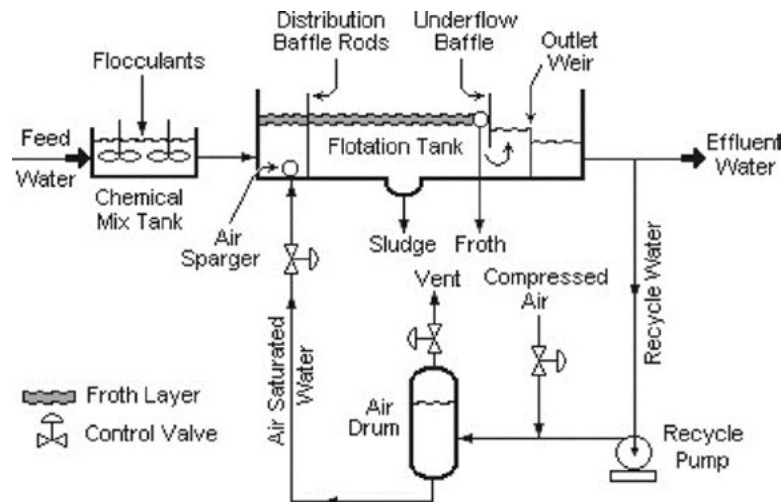 Distribution
Baffle Rods
Underflow
Baffle
Outlet
Weir
Flocculants
Feed
Water
Flotation Tank
Effluent
Water
Chemical
Mix Tank
Air
Sparger
Sludge
Froth
Vent
Compressed
Air
Recycle Water
Air Saturated
Water
Froth Layer
Control Valve
Air
Drum
Recycle
Pump